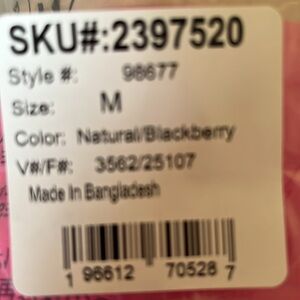 SKU#:2397520
Style #: 98677
Size: M
Color: Natural/Blackberry
V#/F#: 3562/25107
Made In Bangladesh
1 96612 70528 7